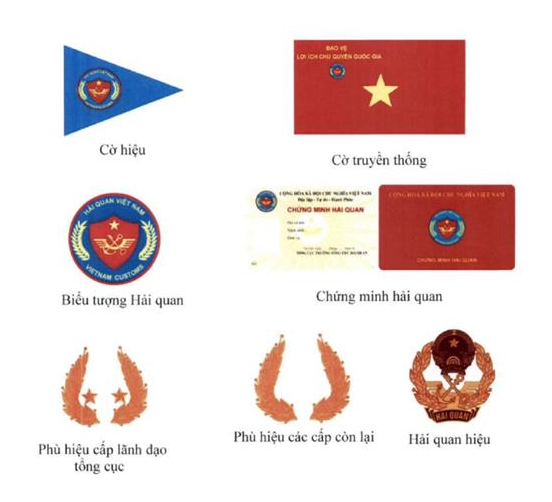 BẢO VỆ
LỢI ÍCH CHỦ QUYỀN QUỐC GIA
Cờ hiệu
Cờ truyền thống
HẢI QUAN VIỆT NAM
VIETNAM CUSTOMS
Biểu tượng Hải quan
CỘNG HÒA XÃ HỘI CHỦ NGHĨA VIỆT NAM
Độc lập - Tự do - Hạnh Phúc
CHỨNG MINH HẢI QUAN
CỘNG HÒA XÃ HỘI CHỦ NGHĨA VIỆT NAM
CHỨNG MINH HẢI QUAN
Chứng minh hải quan
HẢI QUAN
Phù hiệu cấp lãnh đạo
tổng cục
Phù hiệu các cấp còn lại
Hải quan hiệu